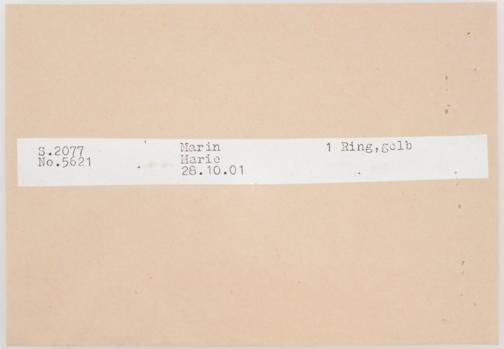 S.2077
No.5621
Marin
Marie
28.10.01
1 Ring,gelb